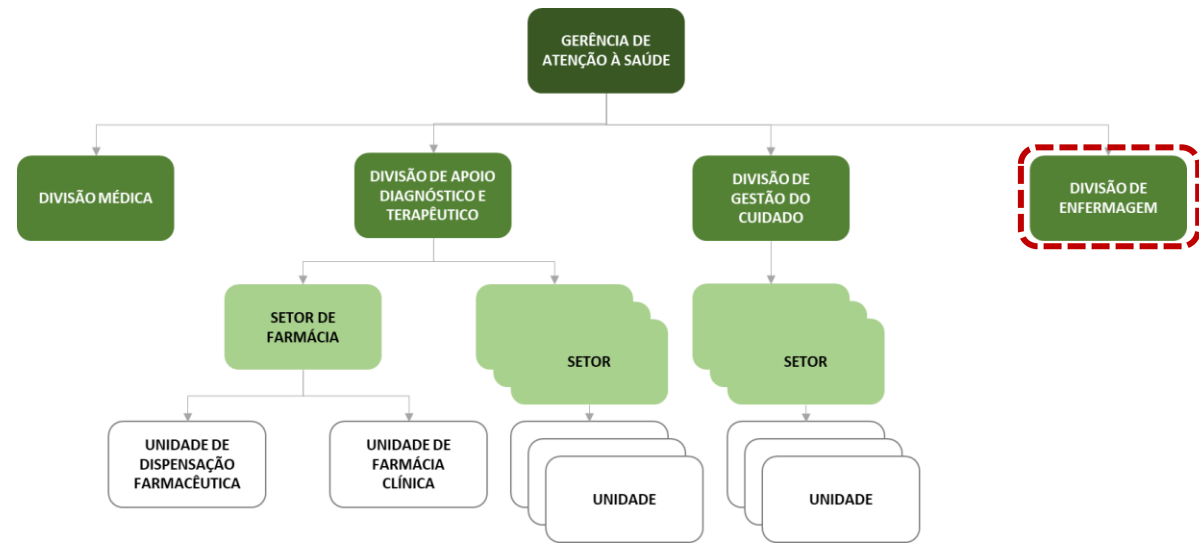 GERÊNCIA DE
ATENÇÃO À SAÚDE
DIVISÃO MÉDICA
DIVISÃO DE APOIO
DIAGNÓSTICO E
TERAPÊUTICO
DIVISÃO DE
GESTÃO DO
CUIDADO
DIVISÃO DE
ENFERMAGEM
SETOR DE
FARMÁCIA
SETOR
SETOR
UNIDADE DE
DISPENSAÇÃO
FARMACÊUTICA
UNIDADE DE
FARMÁCIA
CLÍNICA
UNIDADE
UNIDADE